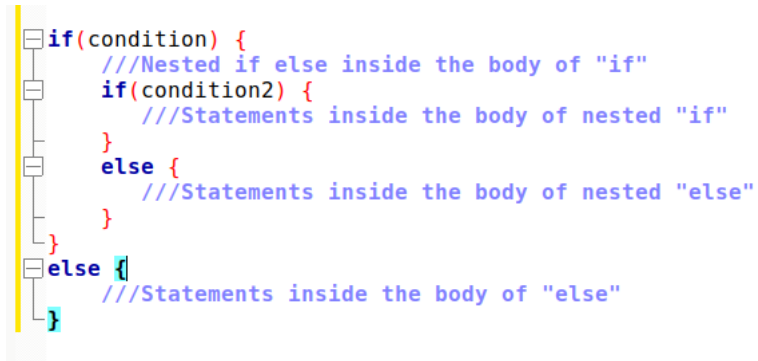 if(condition) {
    ///Nested if else inside the body of "if"
    if(condition2) {
       ///Statements inside the body of nested "if"
    }
    else {
       ///Statements inside the body of nested "else"
    }
}
else {
    ///Statements inside the body of "else"
}